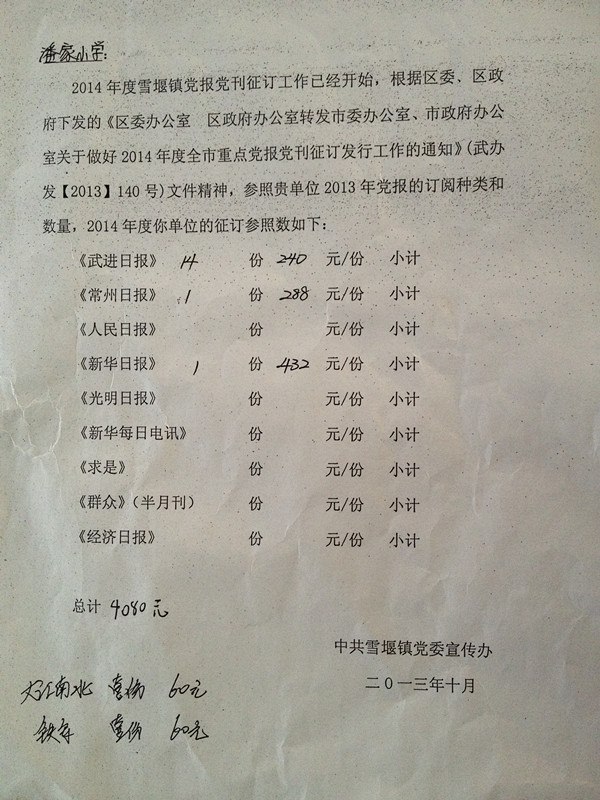 潘家小学:
2014年度雪堰镇党报党刊征订工作已经开始，根据区委、区政
府下发的《区委办公室 区政府办公室转发市委办公室、市政府办公
室关于做好2014年度全市重点党报党刊征订发行工作的通知》(武办
发【2013】140号)文件精神，参照贵单位2013年党报的订阅种类和
数量，2014年度你单位的征订参照数如下：
《武进日报》 14 份 240 元/份 小计
《常州日报》 1 份 288 元/份 小计
《人民日报》 份 元/份 小计
《新华日报》 1 份 432 元/份 小计
《光明日报》 份 元/份 小计
《新华每日电讯》 份 元/份 小计
《求是》 份 元/份 小计
《群众》（半月刊） 份 元/份 小计
《经济日报》 份 元/份 小计
总计 4080元
中共雪堰镇党委宣传办
二〇一三年十月
江南 壹份 60元
壹份 60元